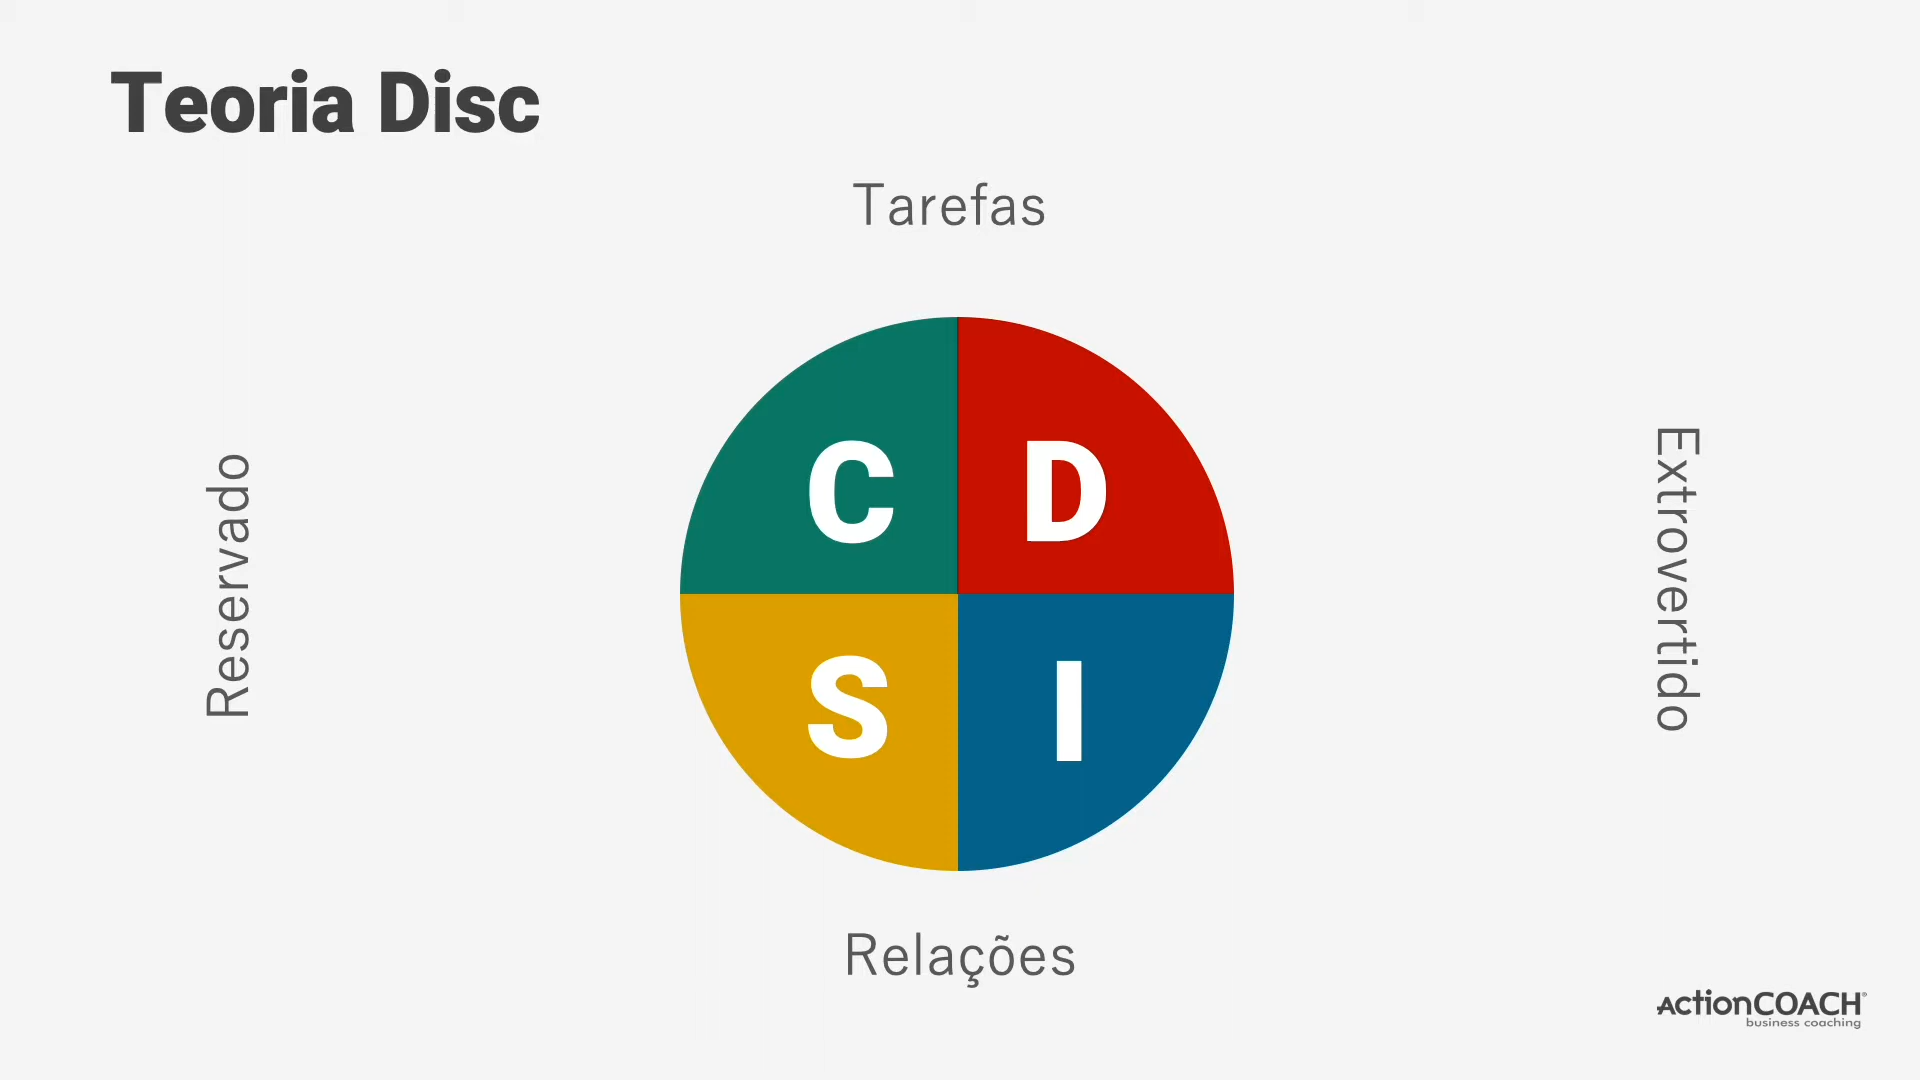 Teoria Disc
Tarefas
Reservado
C D
S I
Extrovertido
Relações
ActionCOACH®
business coaching